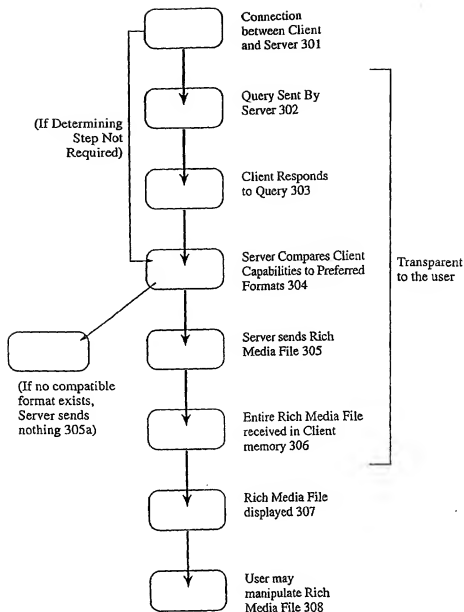 Connection
between Client
and Server 301
(If Determining
Step Not
Required)
Query Sent By
Server 302
Client Responds
to Query 303
Server Compares Client
Capabilities to Preferred
Formats 304
Transparent
to the user
(If no compatible
format exists,
Server sends
nothing 305a)
Server sends Rich
Media File 305
Entire Rich Media File
received in Client
memory 306
Rich Media File
displayed 307
User may
manipulate Rich
Media File 308